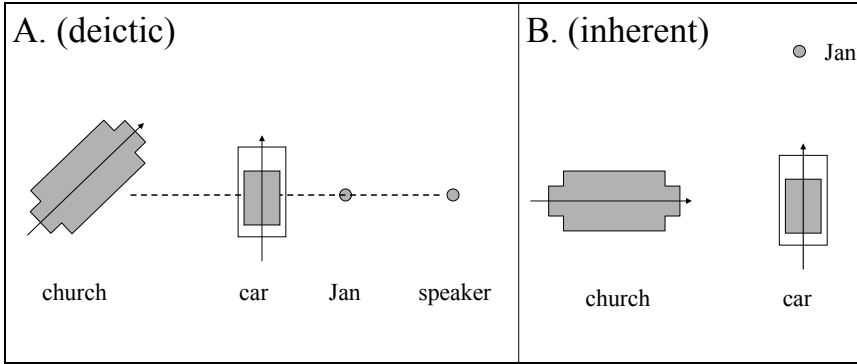 A. (deictic)
church
car
Jan
speaker
B. (inherent)
Jan
church
car